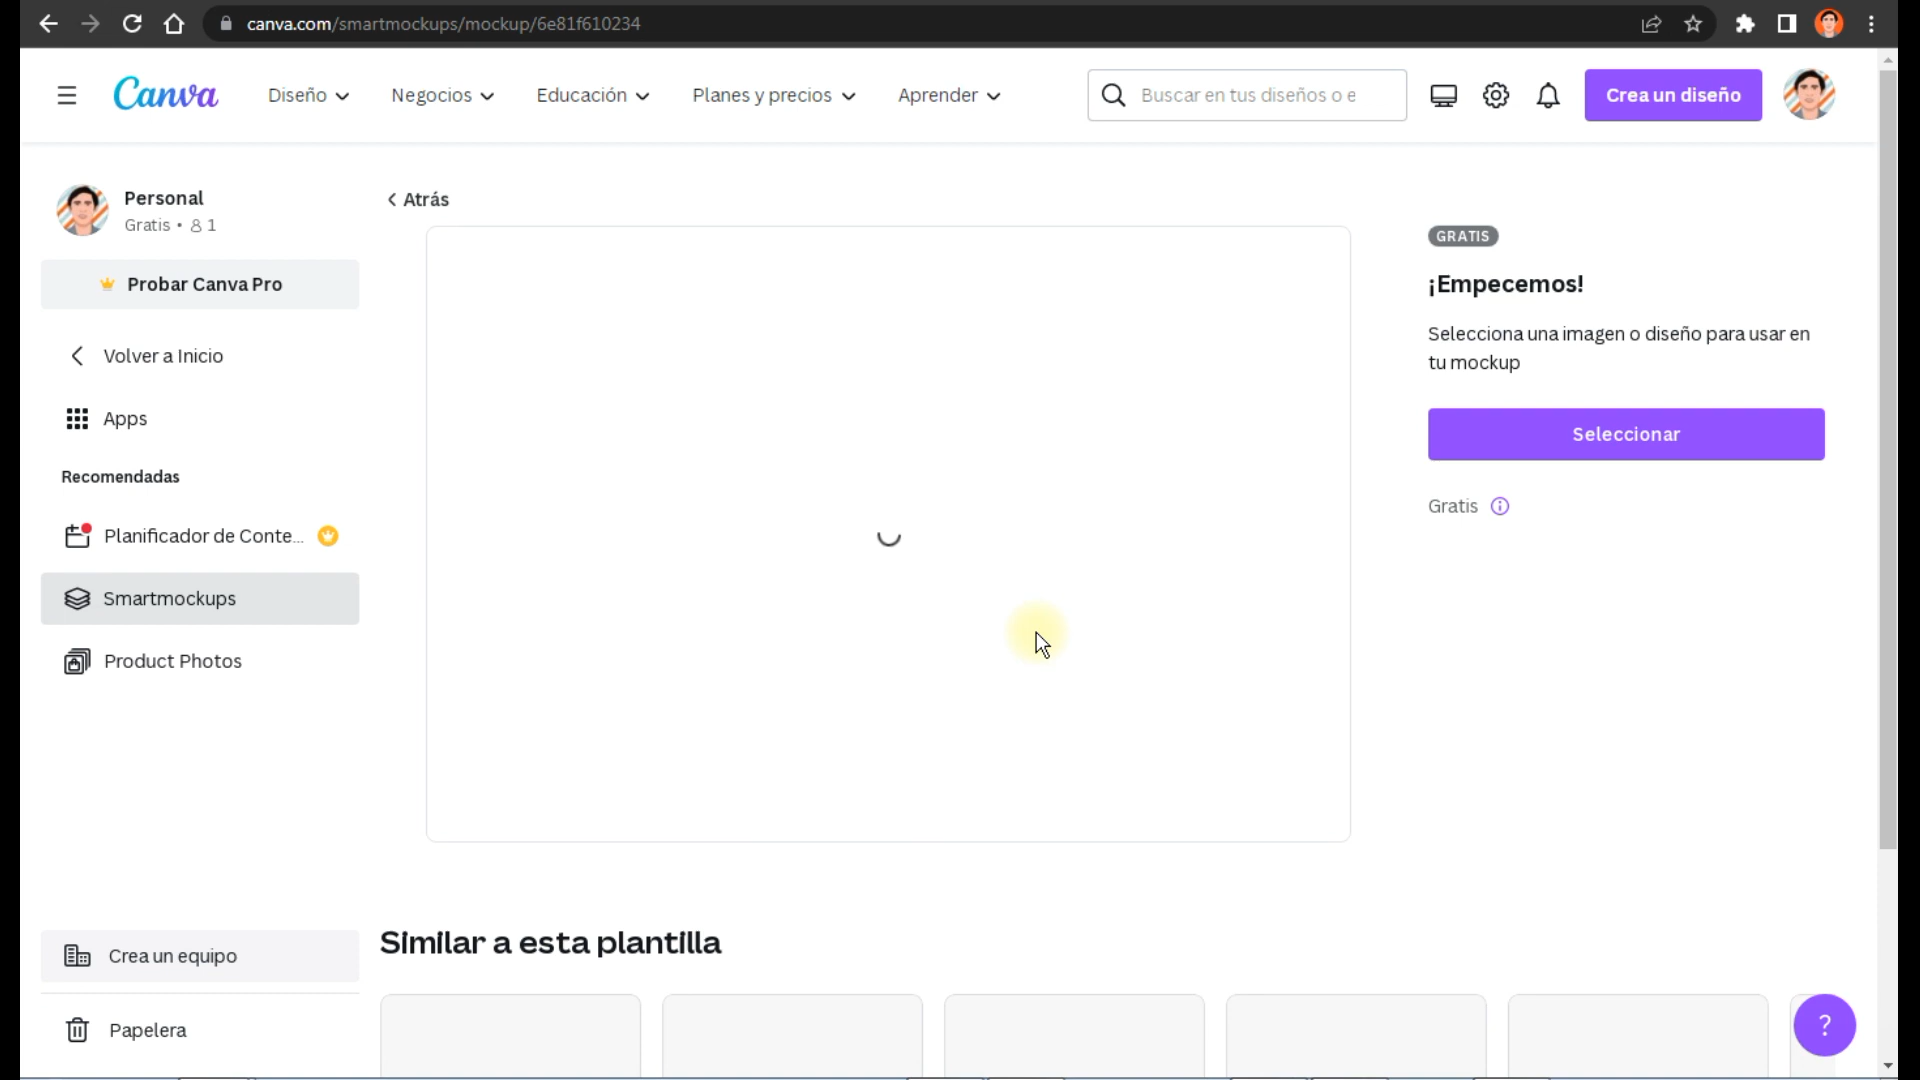 canva.com/smartmockups/mockup/6e81f610234
Canva
Diseño
Negocios
Educación
Planes y precios
Aprender
Buscar en tus diseños o e
Crea un diseño
Personal
Gratis • 1
Probar Canva Pro
Volver a Inicio
Apps
Recomendadas
Planificador de Conte...
Smartmockups
Product Photos
Crea un equipo
Papelera
Atrás
GRATIS
¡Empecemos!
Selecciona una imagen o diseño para usar en
tu mockup
Seleccionar
Gratis
Similar a esta plantilla
?